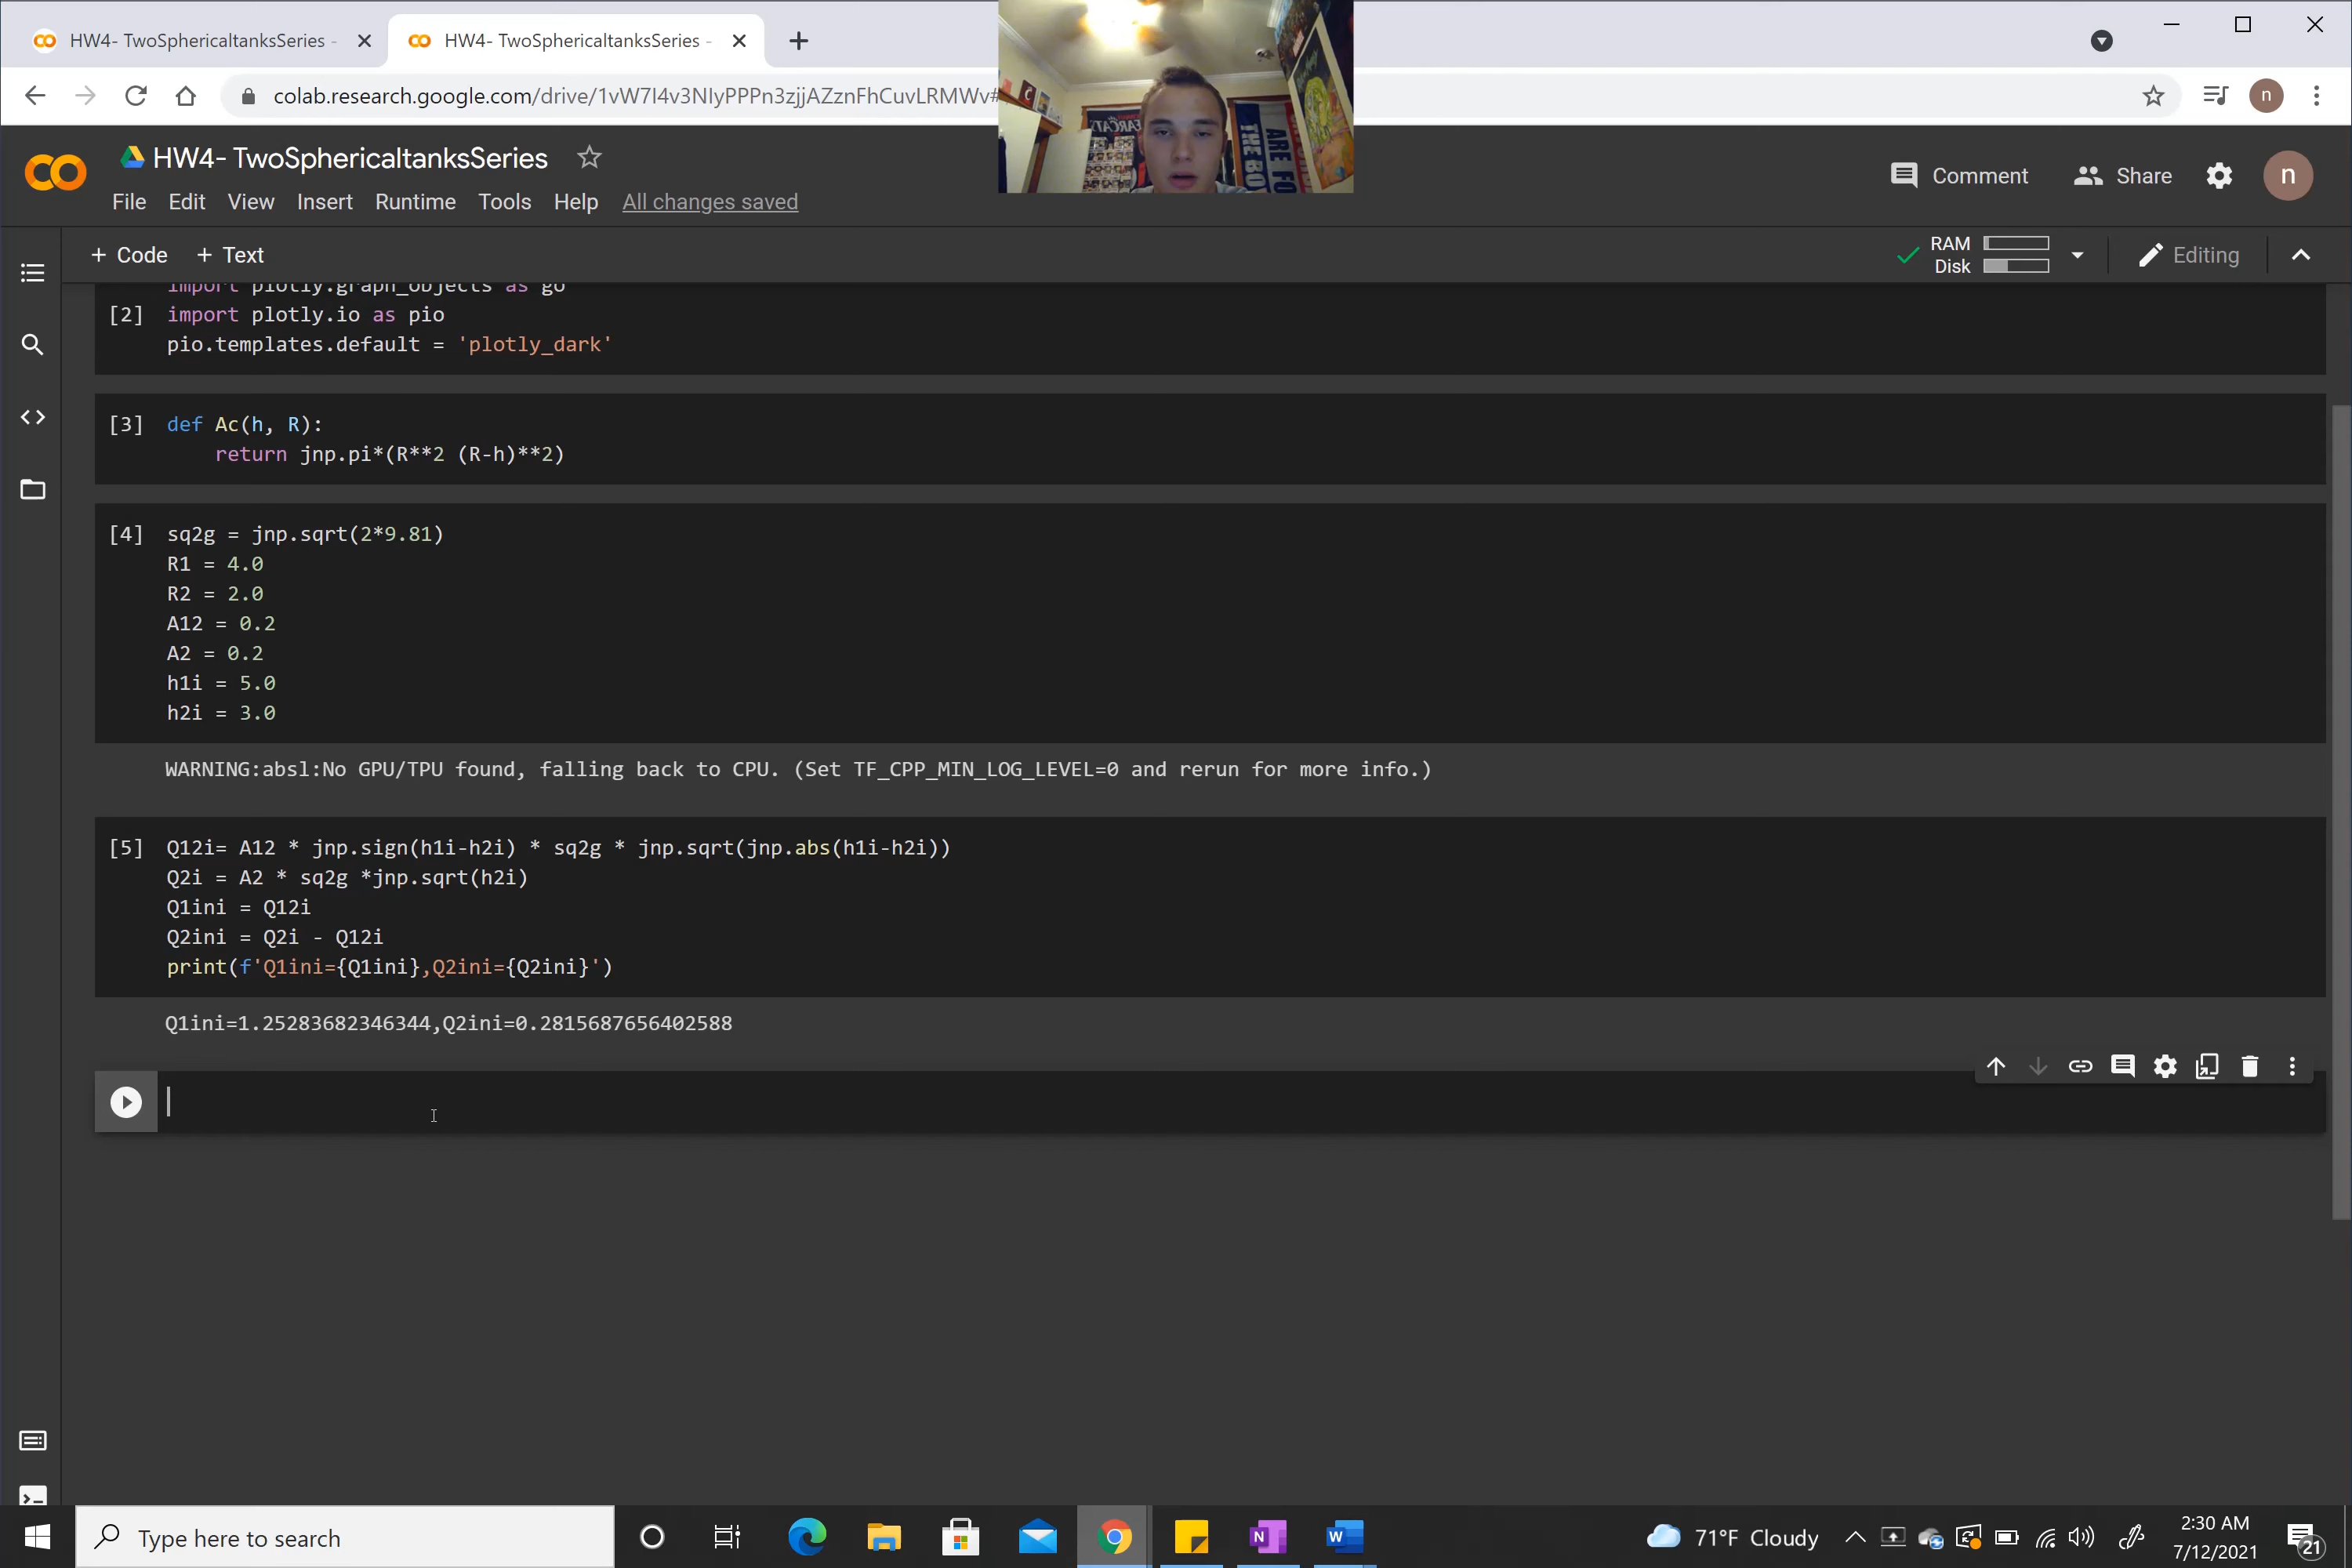 HW4- TwoSphericaltanksSeries -
HW4- TwoSphericaltanksSeries -
colab.research.google.com/drive/1vW7I4v3NIyPPPn3zjjAZznFhCuvLRMWv#
n
HW4- TwoSphericaltanksSeries
File Edit View Insert Runtime Tools Help All changes saved
Comment Share n
+ Code + Text
RAM
Disk
Editing
import plotly.graph_objects as go
[2] import plotly.io as pio
pio.templates.default = 'plotly_dark'
[3] def Ac(h, R):
return jnp.pi*(R**2 (R-h)**2)
[4] sq2g = jnp.sqrt(2*9.81)
R1 = 4.0
R2 = 2.0
A12 = 0.2
A2 = 0.2
h1i = 5.0
h2i = 3.0
WARNING:absl:No GPU/TPU found, falling back to CPU. (Set TF_CPP_MIN_LOG_LEVEL=0 and rerun for more info.)
[5] Q12i= A12 * jnp.sign(h1i-h2i) * sq2g * jnp.sqrt(jnp.abs(h1i-h2i))
Q2i = A2 * sq2g *jnp.sqrt(h2i)
Q1ini = Q12i
Q2ini = Q2i - Q12i
print(f'Q1ini={Q1ini},Q2ini={Q2ini}')
Q1ini=1.25283682346344,Q2ini=0.2815687656402588
Type here to search
71°F Cloudy
2:30 AM
7/12/2021
21